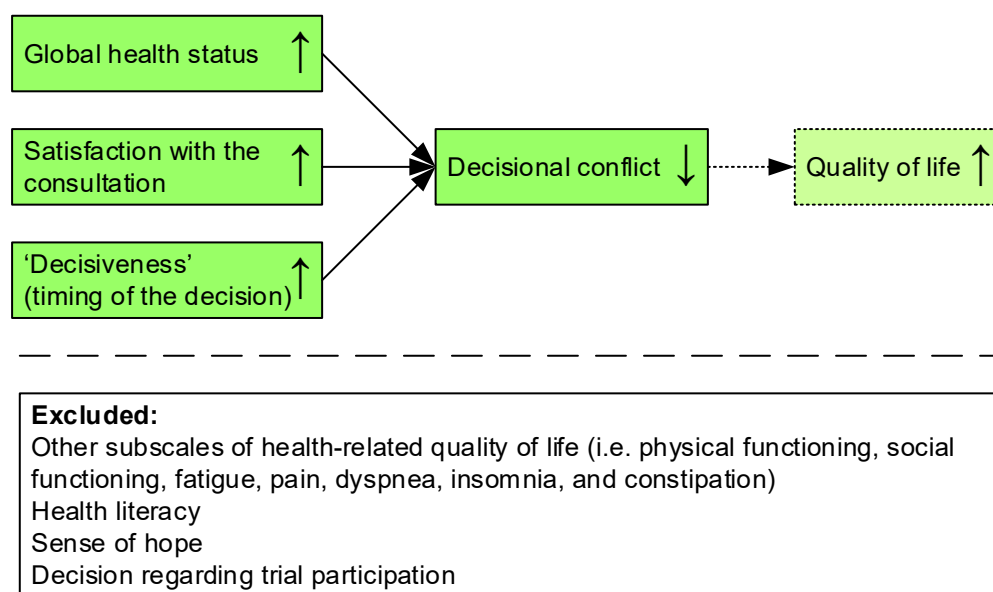 Global health status ↑
Satisfaction with the
consultation ↑
‘Decisiveness’
(timing of the decision) ↑
Decisional conflict ↓
Quality of life ↑
Excluded:
Other subscales of health-related quality of life (i.e. physical functioning, social
functioning, fatigue, pain, dyspnea, insomnia, and constipation)
Health literacy
Sense of hope
Decision regarding trial participation